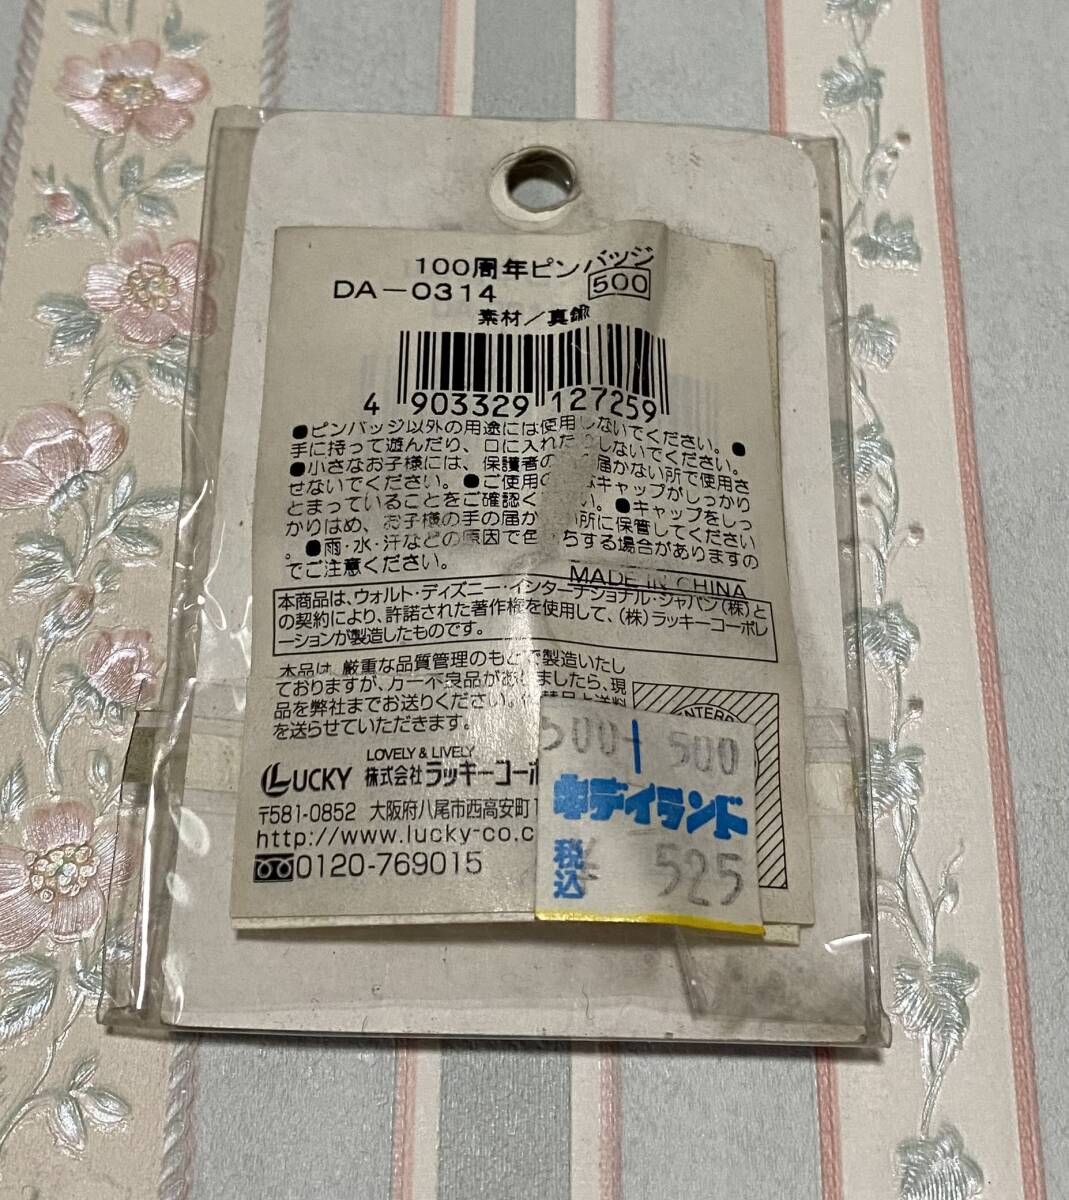 100周年ピンバッジ
DA-0314 500
素材/真鍮
4 903329 127259
●ピンバッジ以外の用途には使用しないでください。●
手に持って遊んだり、口に入れたりしないでください。
●小さなお子様には、保護者の 届かない所で使用さ
せないでください。●ご使用の キャップがしっかり
とまっていることをご確認く い。●キャップをしっ
かりはめ、お子様の手の届か い所に保管してください
。●雨・水・汗などの原因で色 ちする場合がありますの
でご注意ください。
MADE IN CHINA
本商品は、ウォルト・ディズニー・インターナショナル・ジャパン(株)と
の契約により、許諾された著作権を使用して、(株)ラッキーコーポレ
ーションが製造したものです。
本品は、厳重な品質管理のもとで製造いたし
ておりますが、万一不良品がありましたら、現
品を弊社までお送りください。
を送らせていただきます。
LOVELY & LIVELY
LUCKY 株式会社ラッキーコーポ
〒581-0852 大阪府八尾市西高安町1
http://www.lucky-co.c
0120-769015
500 500
キデイランド
税込 ¥ 525